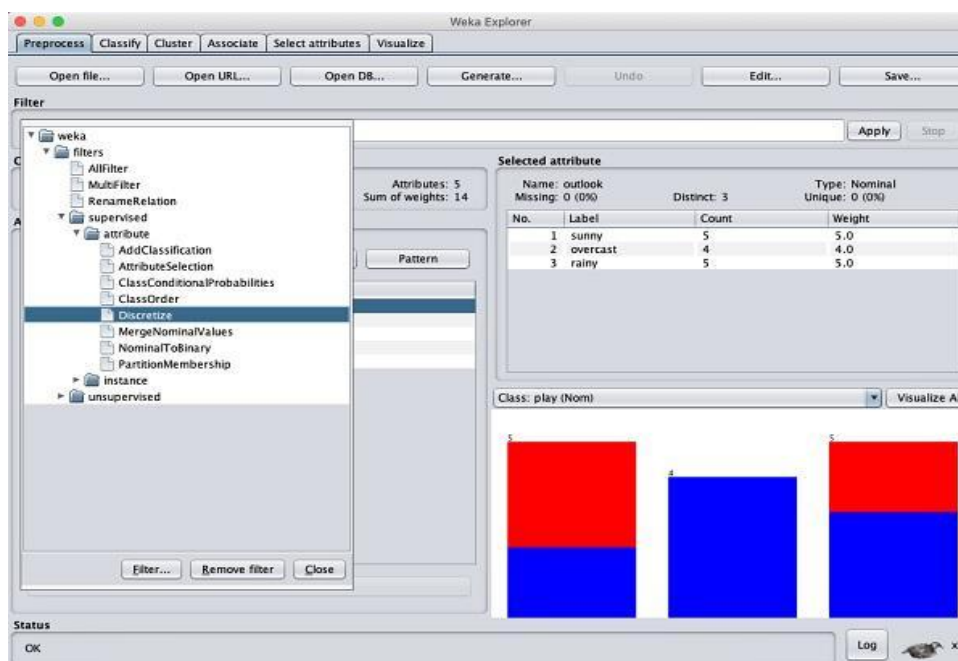 Weka Explorer
Preprocess Classify Cluster Associate Select attributes Visualize
Open file... Open URL... Open DB... Generate... Undo Edit... Save...
Filter
Apply Stop
weka
filters
AllFilter
MultiFilter
RenameRelation
supervised
attribute
AddClassification
AttributeSelection
ClassConditionalProbabilities
ClassOrder
Discretize
MergeNominalValues
NominalToBinary
PartitionMembership
instance
unsupervised
Filter... Remove filter Close
C
Attributes: 5
Sum of weights: 14
A
Pattern
Selected attribute
Name: outlook Type: Nominal
Missing: 0 (0%) Distinct: 3 Unique: 0 (0%)
No. Label Count Weight
1 sunny 5 5.0
2 overcast 4 4.0
3 rainy 5 5.0
Class: play (Nom) Visualize A
5 4 5
Status
OK Log x